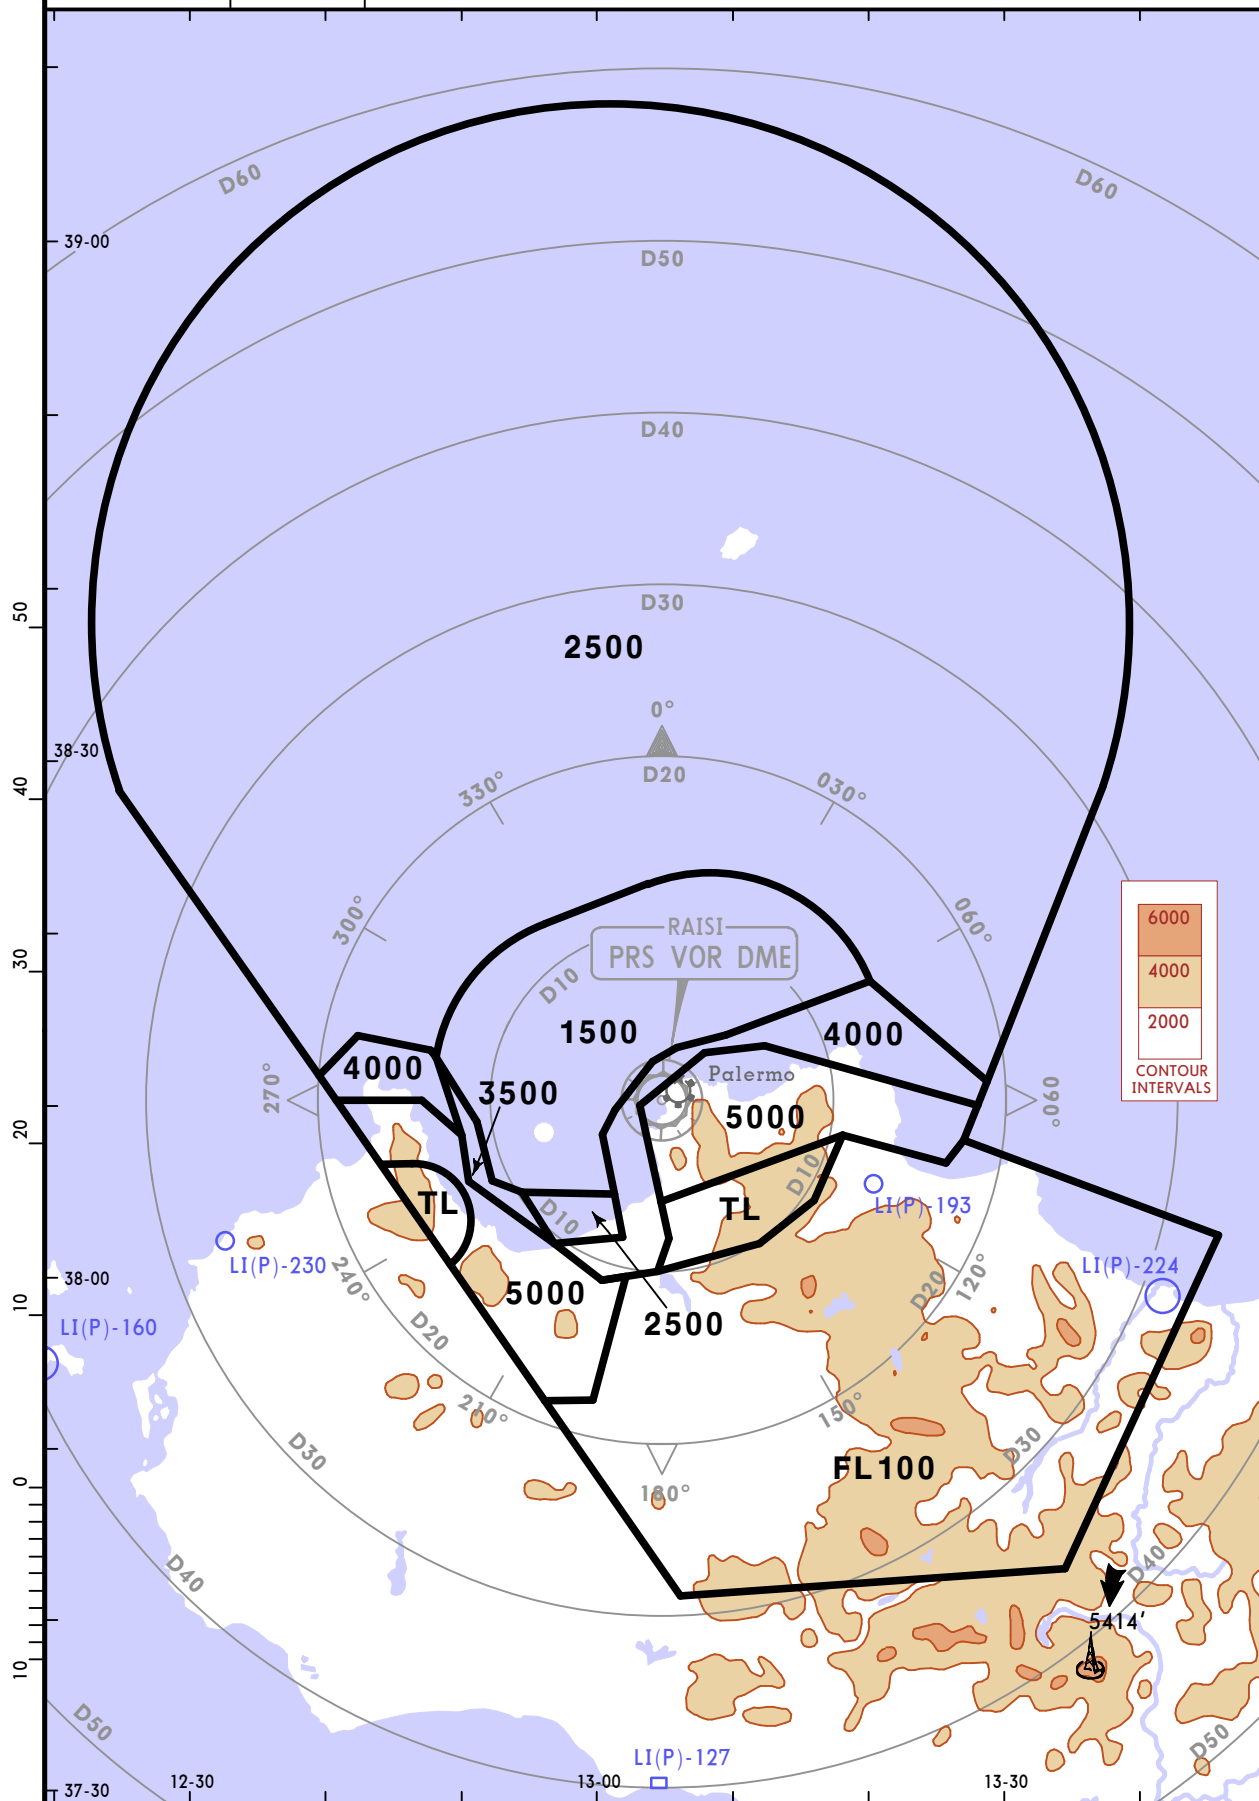 D60
D60
39-00
D50
D40
50
D30
2500
0°
38-30
D20
40
330°
030°
6000
300°
060°
RAISI
PRS VOR DME
30
D10
4000
1500
4000
2000
4000
Palermo
CONTOUR
INTERVALS
270°
3500
090°
5000
20
D10
TL
TL
LI(P)-193
D10
LI(P)-230
LI(P)-224
240°
120°
38-00
5000
D20
10
LI(P)-160
2500
D20
210°
150°
D30
D30
FL100
0
180°
D40
D40
5414'
10
D50
D50
LI(P)-127
37-30
12-30
13-00
13-30